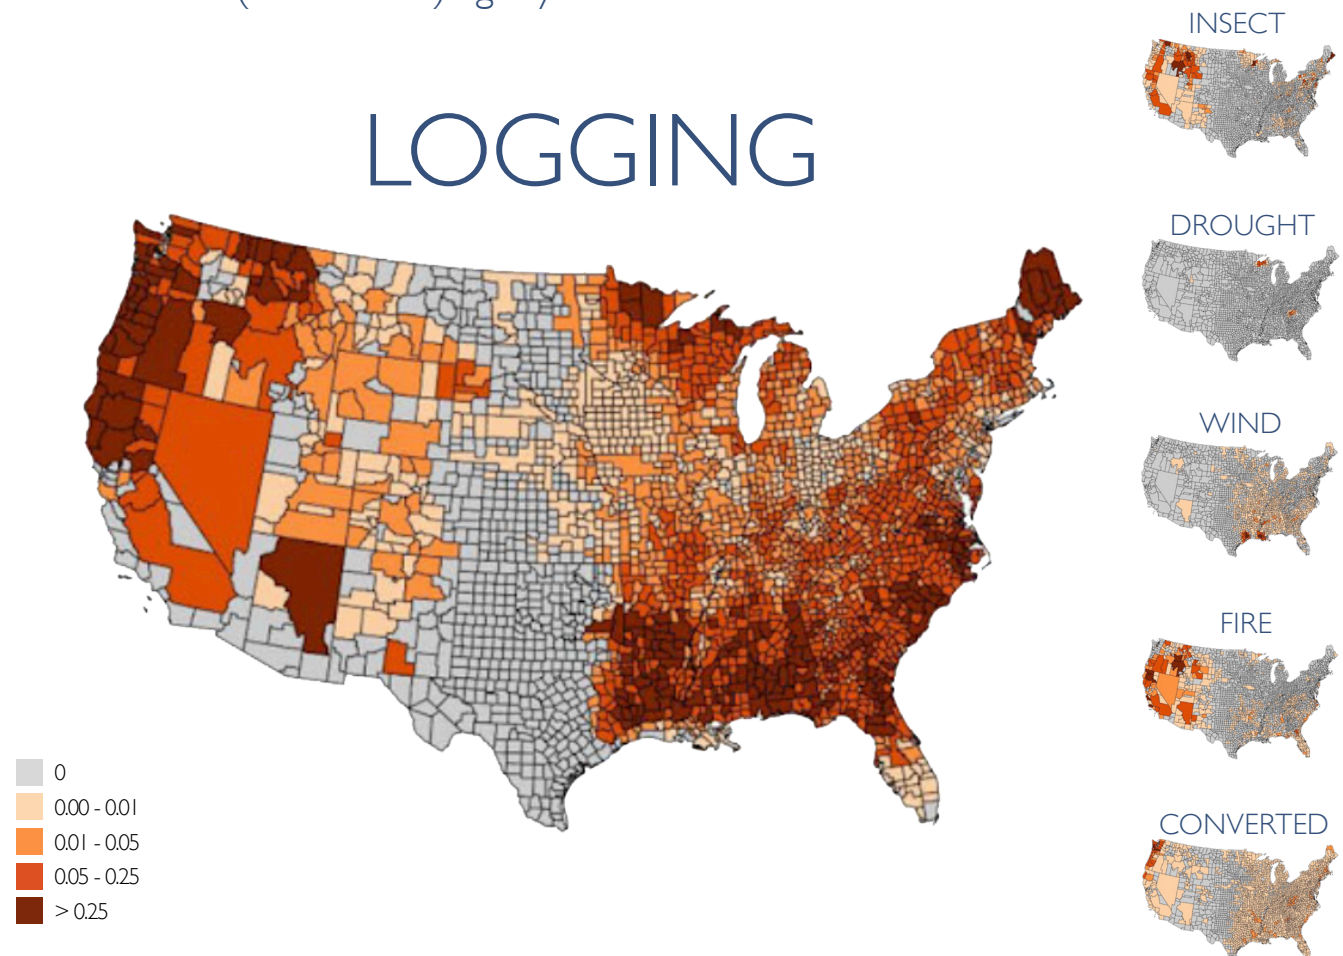 LOGGING
0
0.00 - 0.01
0.01 - 0.05
0.05 - 0.25
> 0.25
INSECT
DROUGHT
WIND
FIRE
CONVERTED